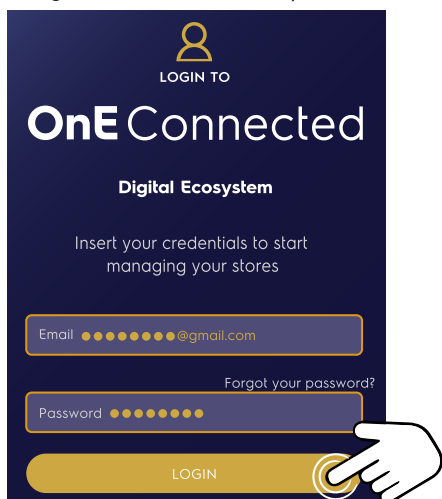 LOGIN TO
OnE Connected
Digital Ecosystem
Insert your credentials to start
managing your stores
Email ●●●●●●●●@gmail.com
Forgot your password?
Password ●●●●●●●●
LOGIN